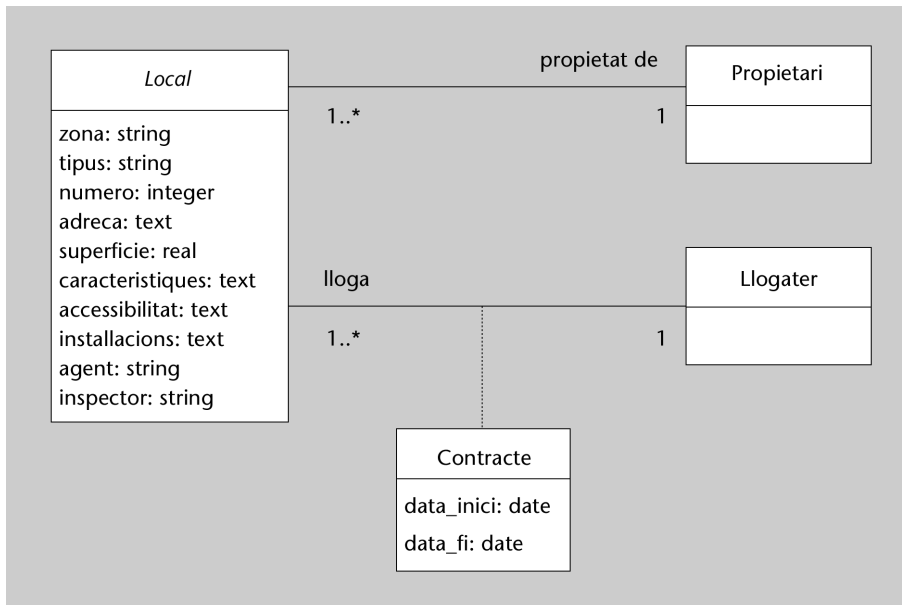 Local
zona: string
tipus: string
numero: integer
adreca: text
superficie: real
caracteristiques: text
accessibilitat: text
installacions: text
agent: string
inspector: string
propietat de
1..*
1
Propietari
lloga
1..*
1
Llogater
Contracte
data_inici: date
data_fi: date